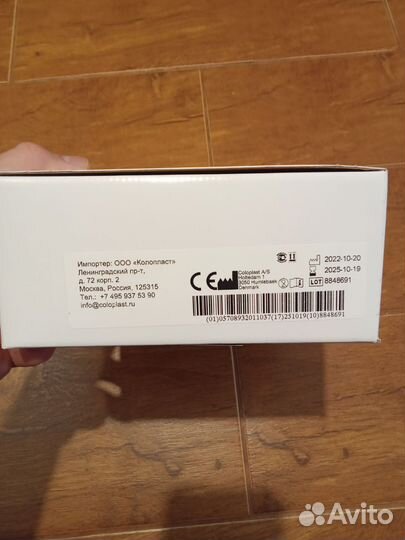 Импортер: ООО «Колопласт»
Ленинградский пр-т,
д. 72 корп. 2
Москва, Россия, 125315
Тел.: +7 495 937 53 90
info@coloplast.ru
CE
Coloplast A/S
Holtedam 1
3050 Humlebaek
Denmark
2022-10-20
2025-10-19
LOT 8848691
(01)05708932011037(17)251019(10)8848691
Avito